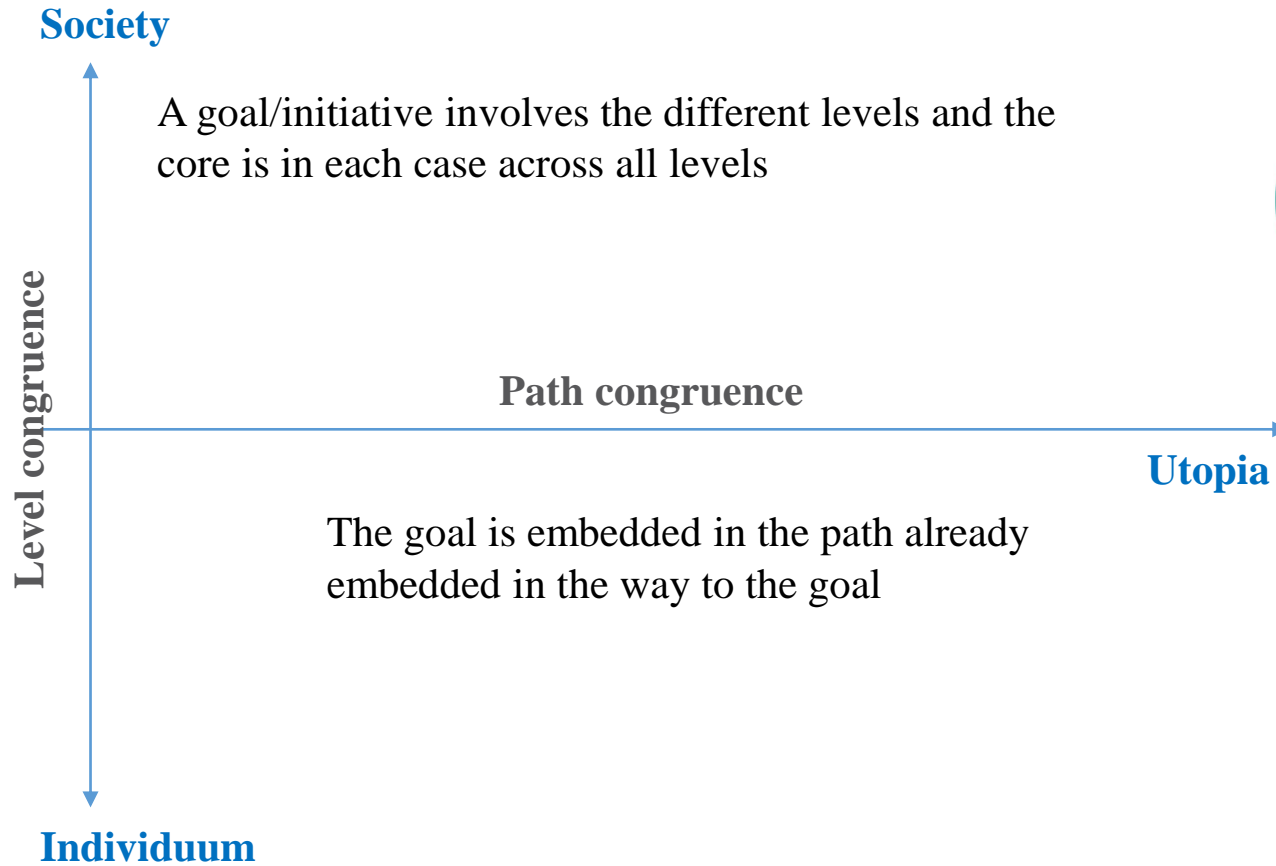 Society
A goal/initiative involves the different levels and the
core is in each case across all levels
Level congruence
Path congruence
Utopia
The goal is embedded in the path already
embedded in the way to the goal
Individuum